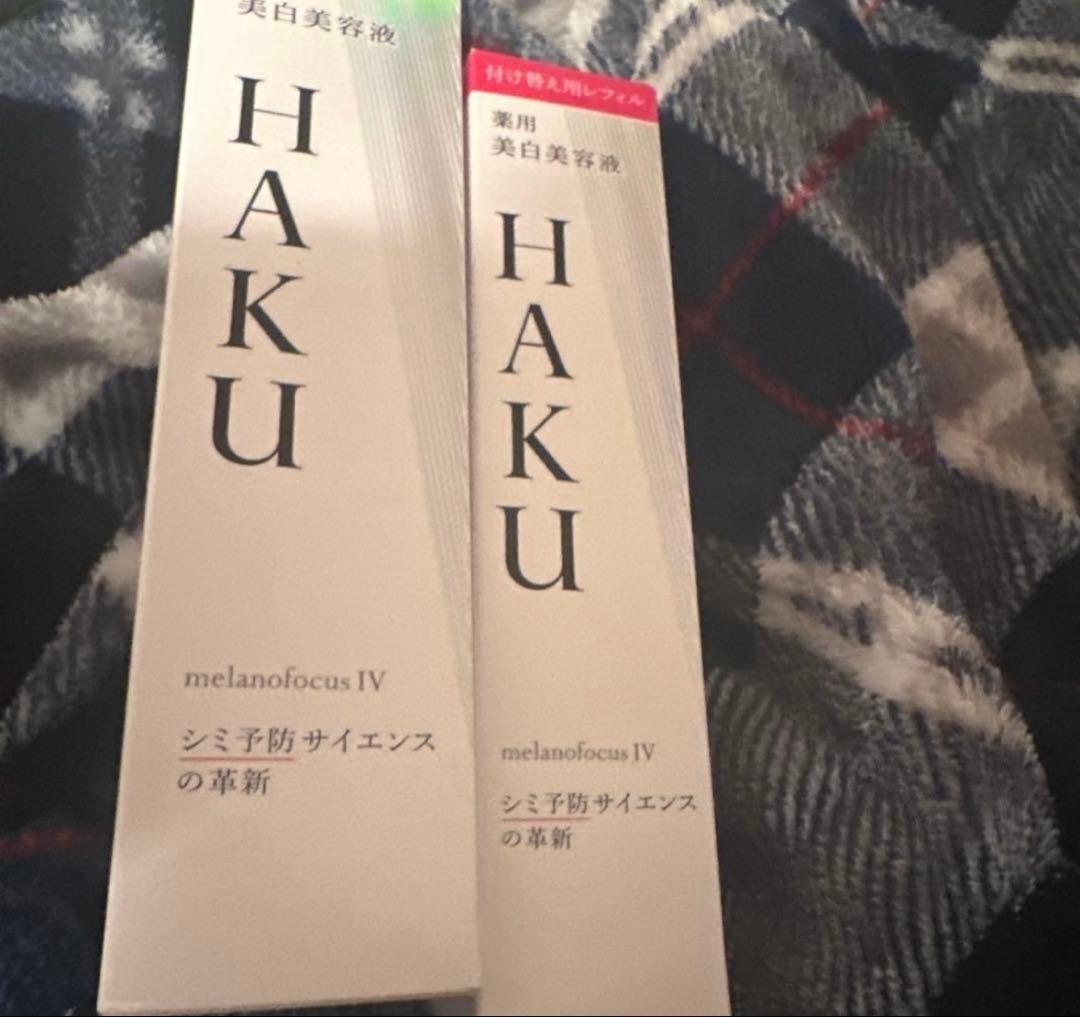 美白美容液
HAKU
melanofocus IV
シミ予防サイエンス
の革新
付け替え用レフィル
薬用
美白美容液
HAKU
melanofocus IV
シミ予防サイエンス
の革新